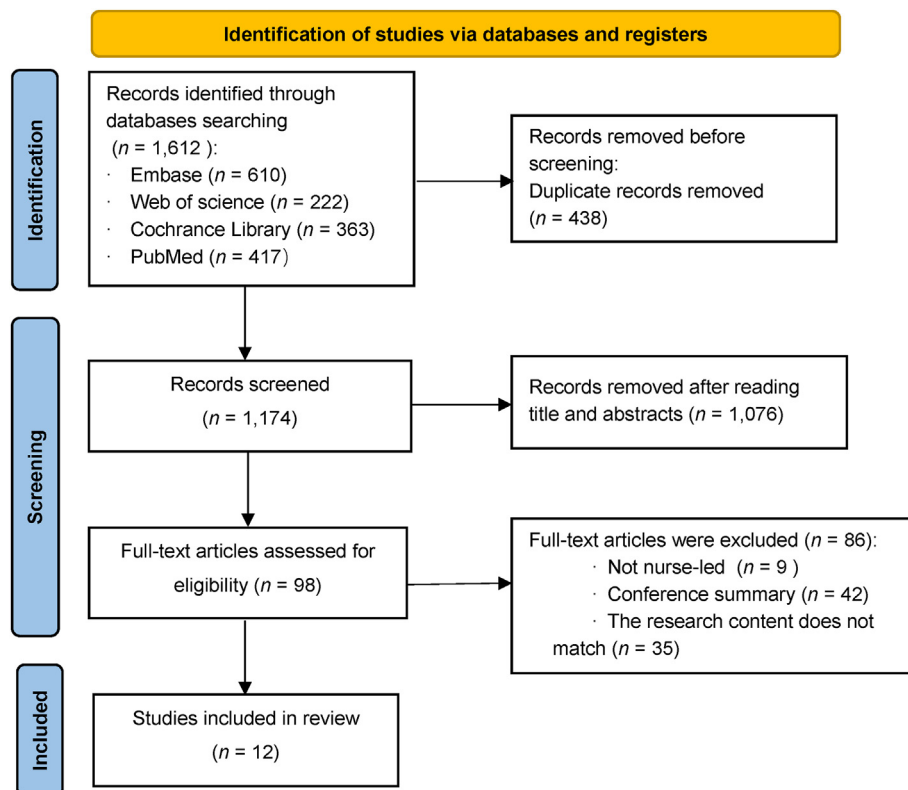 Identification of studies via databases and registers
Identification
Records identified through
databases searching
(n = 1,612 ):
· Embase (n = 610)
· Web of science (n = 222)
· Cochrance Library (n = 363)
· PubMed (n = 417）
Records removed before
screening:
Duplicate records removed
(n = 438)
Screening
Records screened
(n = 1,174)
Records removed after reading
title and abstracts (n = 1,076)
Full-text articles assessed for
eligibility (n = 98)
Full-text articles were excluded (n = 86):
· Not nurse-led (n = 9 )
· Conference summary (n = 42)
· The research content does not
match (n = 35)
Included
Studies included in review
(n = 12)